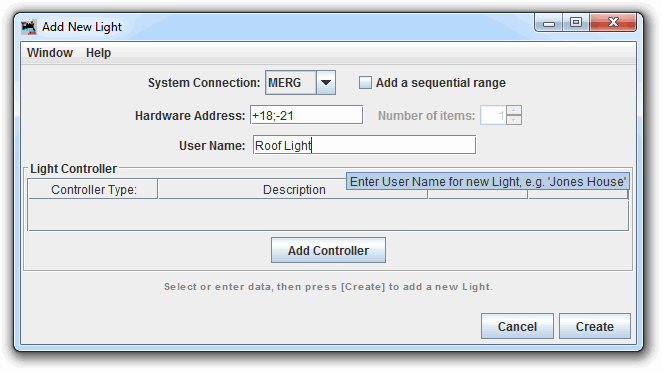 Add New Light
Window Help
System Connection: MERG Add a sequential range
Hardware Address: +18;-21 Number of items: 1
User Name: Roof Light
Light Controller
Enter User Name for new Light, e.g. 'Jones House'
Controller Type: Description
Add Controller
Select or enter data, then press [Create] to add a new Light.
Cancel Create